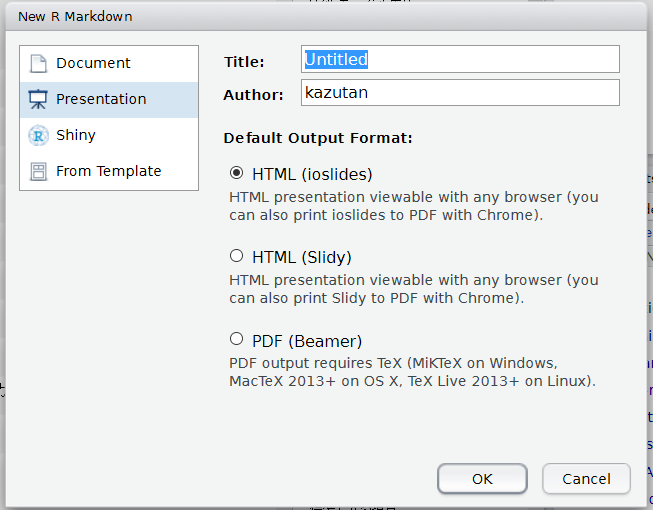 New R Markdown
Document
Presentation
Shiny
From Template
Title: Untitled
Author: kazutan
Default Output Format:
HTML (ioslides)
HTML presentation viewable with any browser (you
can also print ioslides to PDF with Chrome).
HTML (Slidy)
HTML presentation viewable with any browser (you
can also print Slidy to PDF with Chrome).
PDF (Beamer)
PDF output requires TeX (MiKTeX on Windows,
MacTeX 2013+ on OS X, TeX Live 2013+ on Linux).
OK Cancel